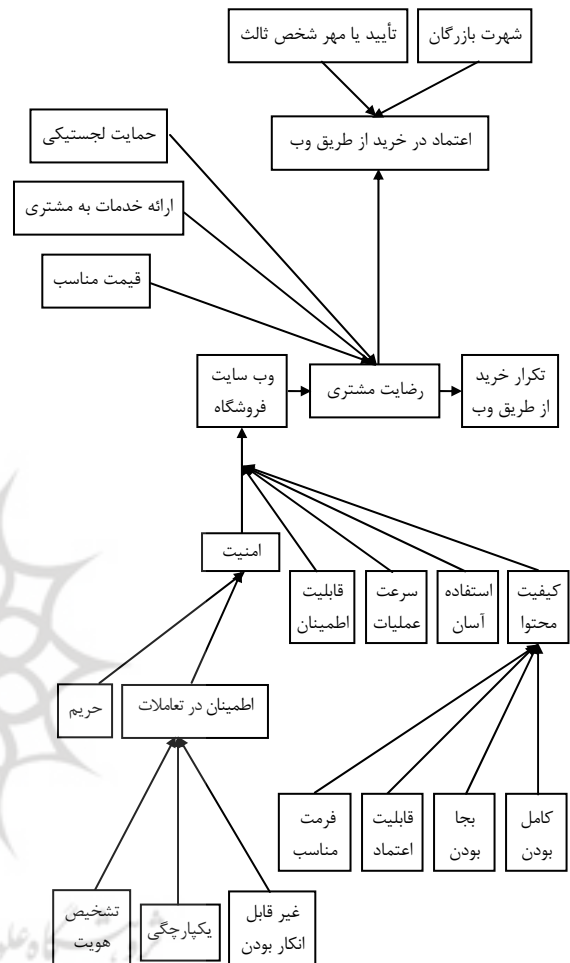 شهرت بازرگان
تأیید یا مهر شخص ثالث
اعتماد در خرید از طریق وب
حمایت لجستیکی
ارائه خدمات به مشتری
قیمت مناسب
تکرار خرید
از طریق وب
رضایت مشتری
وب سایت
فروشگاه
امنیت
کیفیت
محتوا
استفاده
آسان
سرعت
عملیات
قابلیت
اطمینان
اطمینان در تعاملات
حریم
کامل
بودن
بجا
بودن
قابلیت
اعتماد
فرمت
مناسب
غیر قابل
انکار بودن
یکپارچگی
تشخیص
هویت